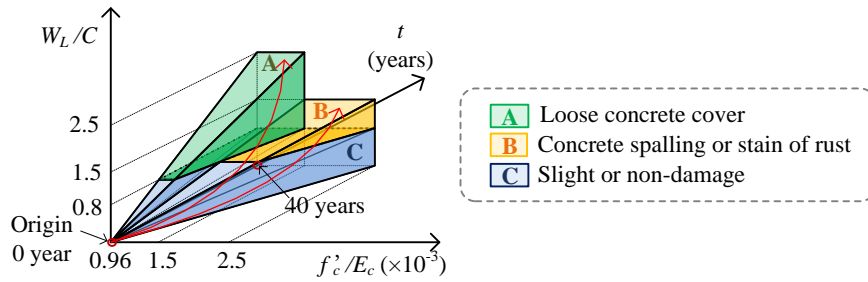 W_L/C
t
(years)
A
B
C
2.5
1.5
0.8
Origin
0 year
40 years
0.96 1.5 2.5
f_c'/E_c (×10⁻³)
A Loose concrete cover
B Concrete spalling or stain of rust
C Slight or non-damage